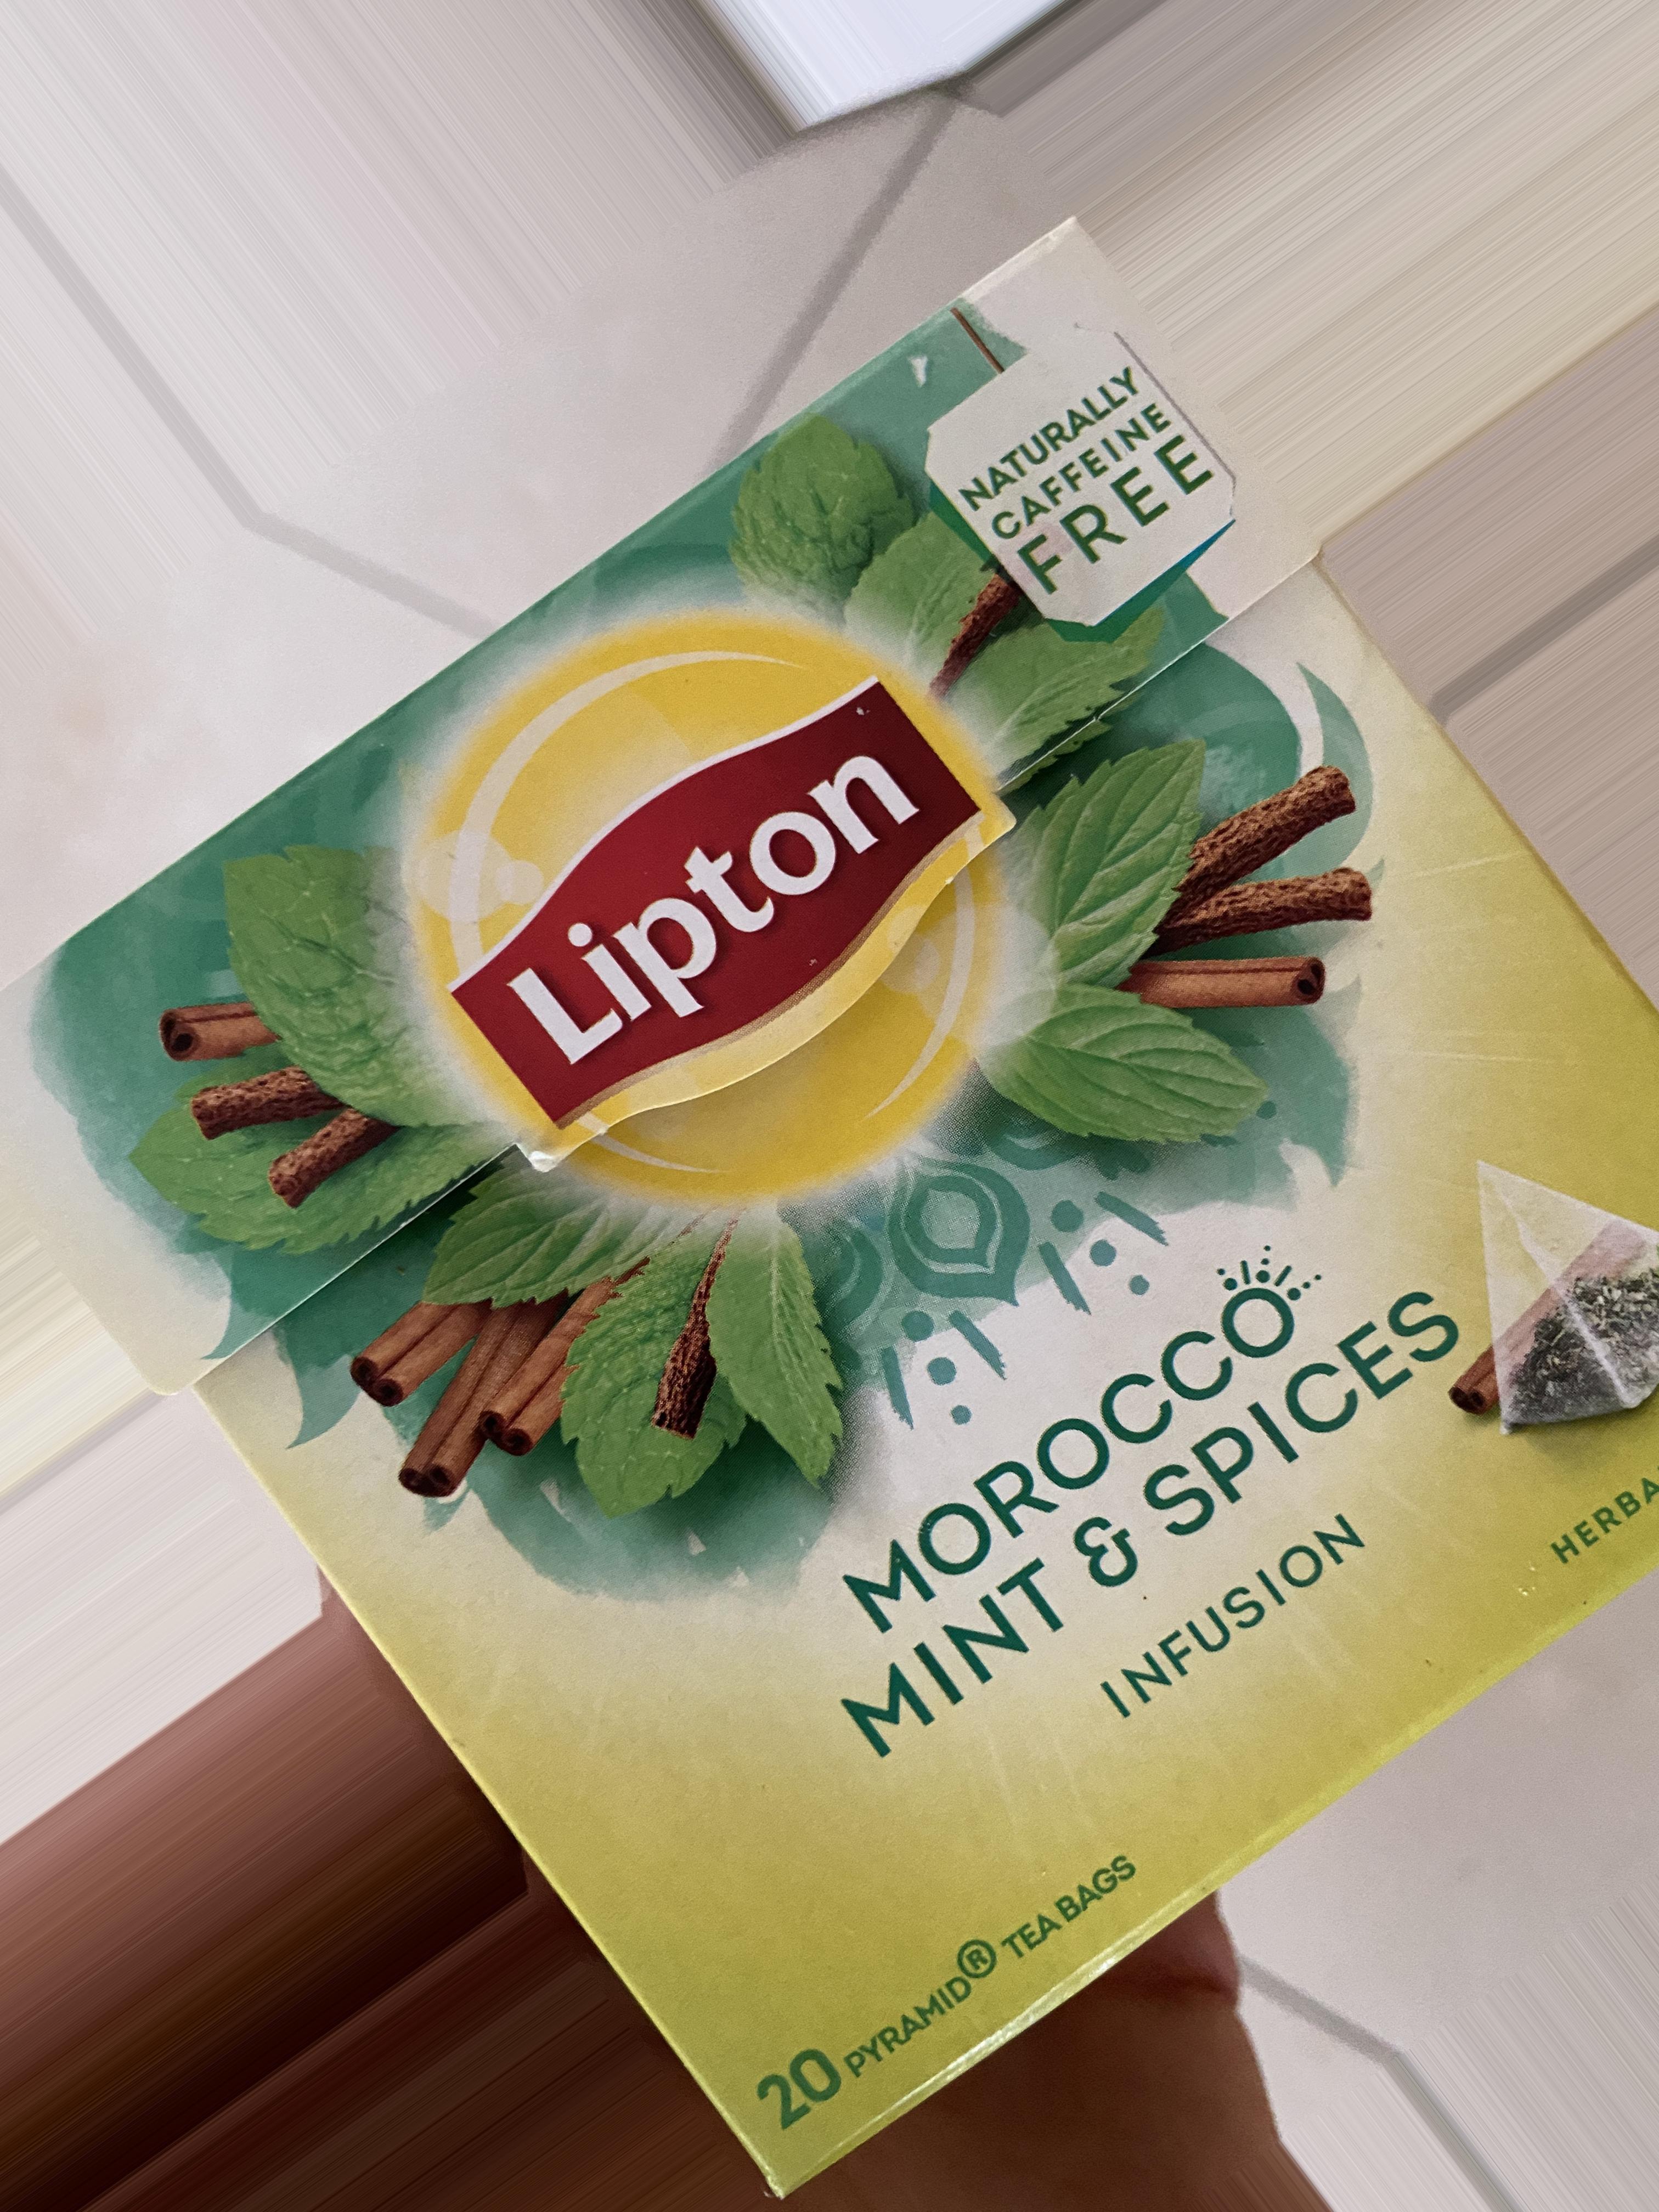 NATURALLY
CAFFEINE
FREE
Lipton
MOROCCO
MINT & SPICES
INFUSION
20 PYRAMID® TEA BAGS